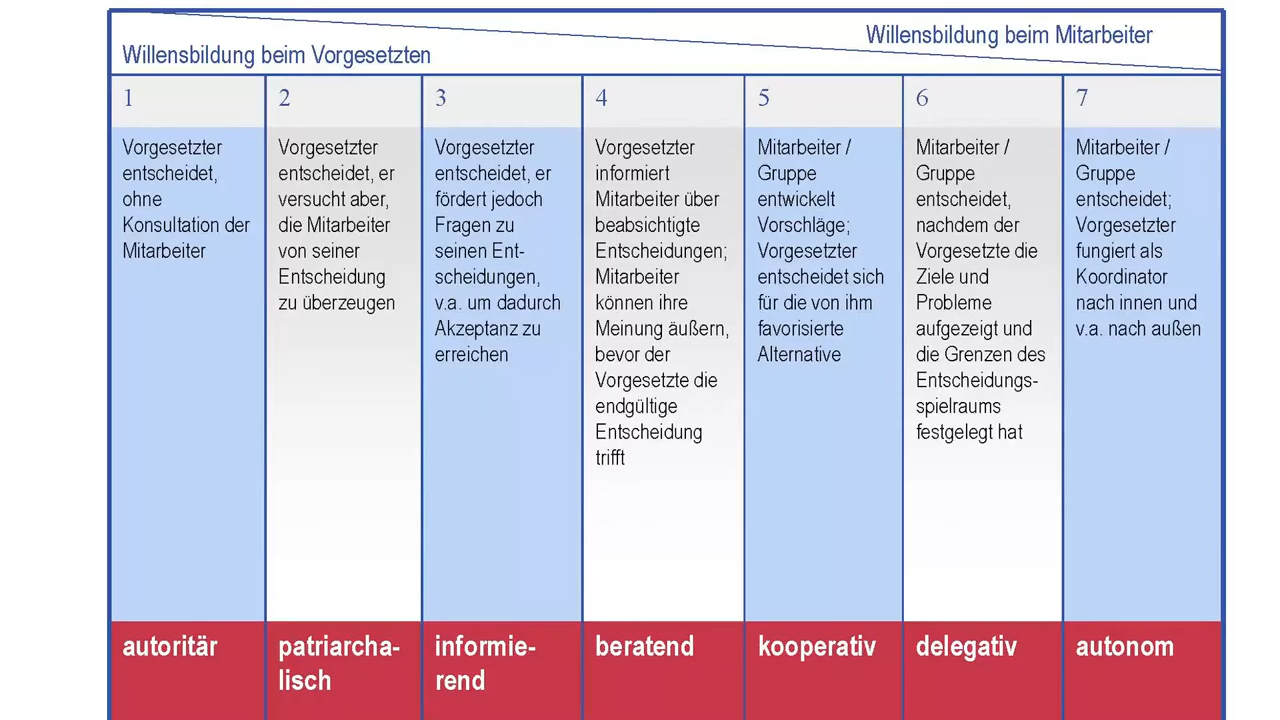 Willensbildung beim Vorgesetzten
Willensbildung beim Mitarbeiter
1
Vorgesetzter
entscheidet,
ohne
Konsultation der
Mitarbeiter
autoritär
2
Vorgesetzter
entscheidet, er
versucht aber,
die Mitarbeiter
von seiner
Entscheidung
zu überzeugen
patriarcha-
lisch
3
Vorgesetzter
entscheidet, er
fördert jedoch
Fragen zu
seinen Ent-
scheidungen,
v.a. um dadurch
Akzeptanz zu
erreichen
informie-
rend
4
Vorgesetzter
informiert
Mitarbeiter über
beabsichtigte
Entscheidungen;
Mitarbeiter
können ihre
Meinung äußern,
bevor der
Vorgesetzte die
endgültige
Entscheidung
trifft
beratend
5
Mitarbeiter /
Gruppe
entwickelt
Vorschläge;
Vorgesetzter
entscheidet sich
für die von ihm
favorisierte
Alternative
kooperativ
6
Mitarbeiter /
Gruppe
entscheidet,
nachdem der
Vorgesetzte die
Ziele und
Probleme
aufgezeigt und
die Grenzen des
Entscheidungs-
spielraums
festgelegt hat
delegativ
7
Mitarbeiter /
Gruppe
entscheidet;
Vorgesetzter
fungiert als
Koordinator
nach innen und
v.a. nach außen
autonom